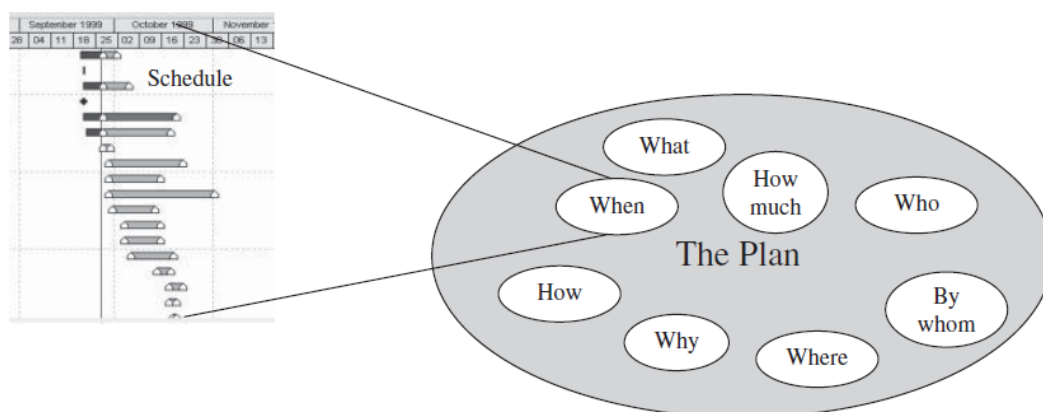 September 1999 October 1999 November
28 04 11 18 25 02 09 16 23 30 06 13
Schedule
What
How
much
When
Who
The Plan
How
By
whom
Why
Where